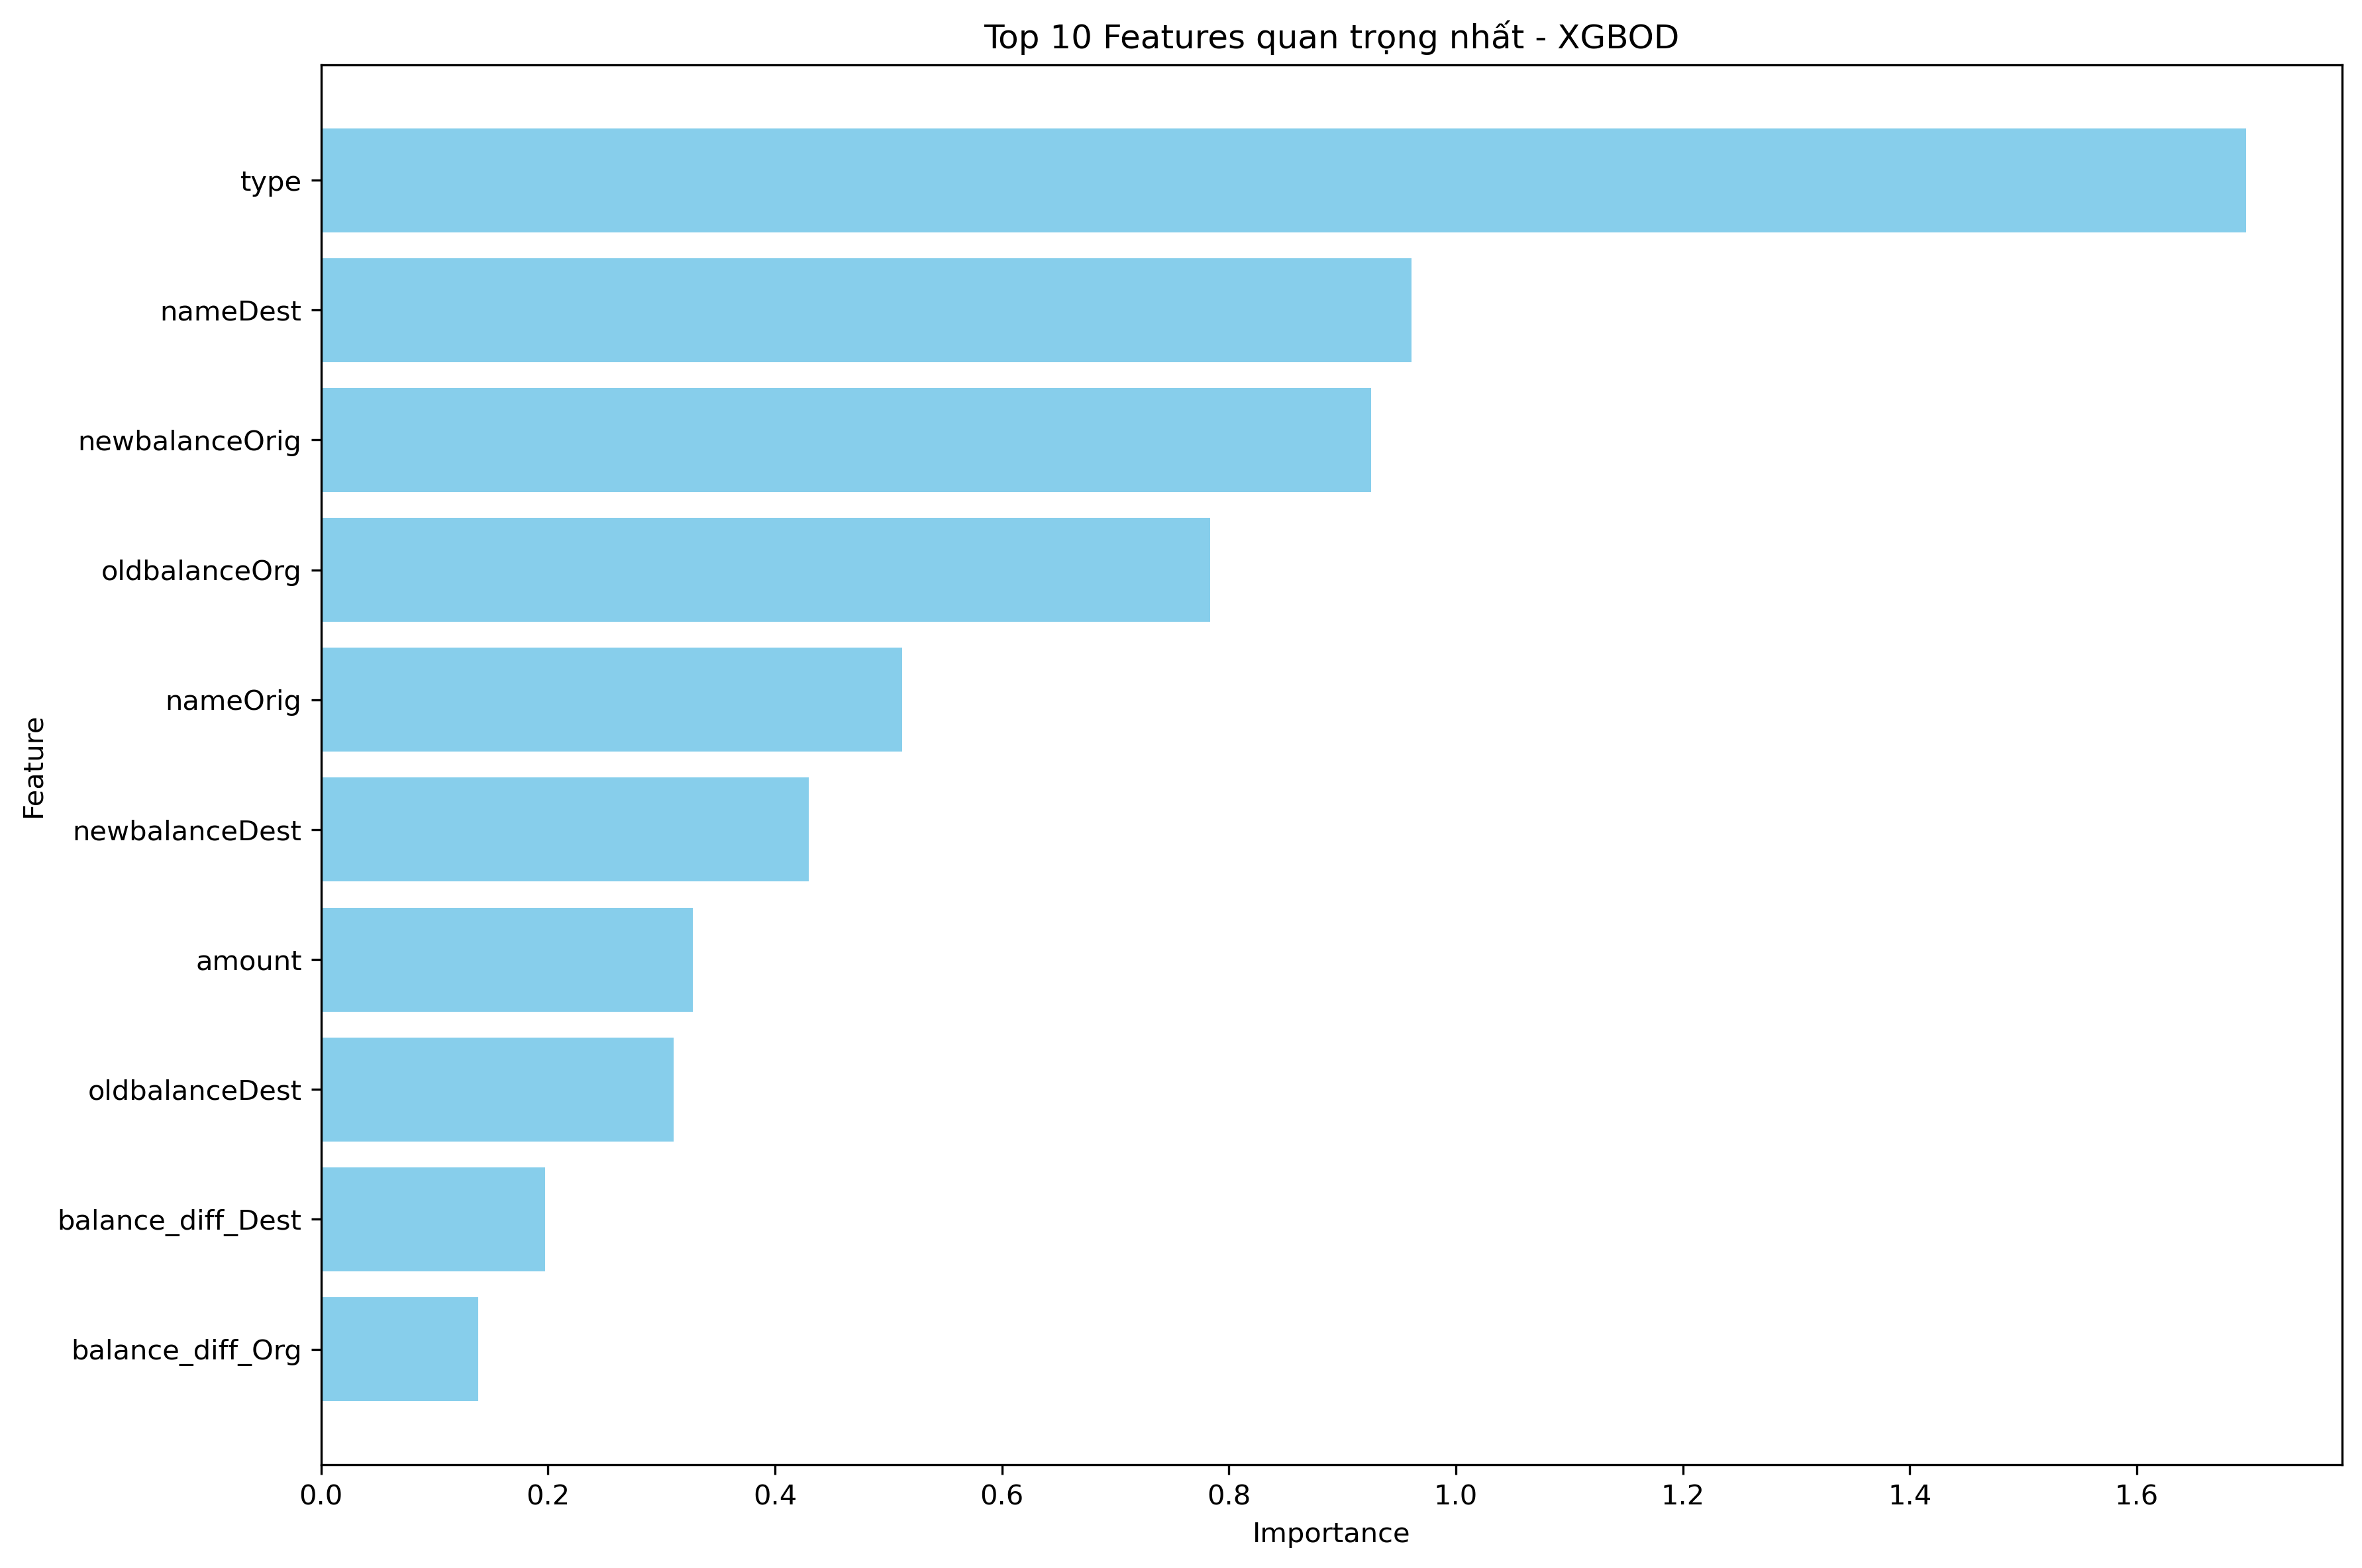 Top 10 Features quan trọng nhất - XGBOD
type
nameDest
newbalanceOrig
oldbalanceOrg
nameOrig
newbalanceDest
amount
oldbalanceDest
balance_diff_Dest
balance_diff_Org
Feature
0.0 0.2 0.4 0.6 0.8 1.0 1.2 1.4 1.6
Importance